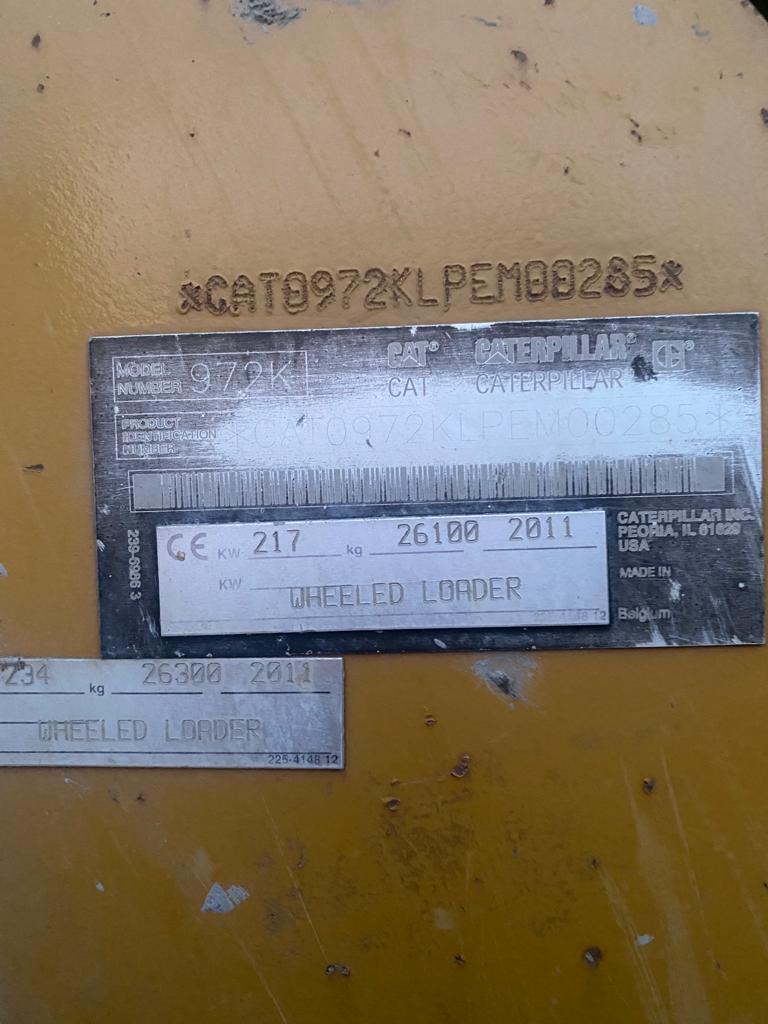 *CAT0972KLPEM00285*
MODEL NUMBER 972K
CAT® CATERPILLAR®
CAT CATERPILLAR
PRODUCT IDENTIFICATION NUMBER *CAT0972KLPEM00285*
239-6986 3
CE KW 217 kg 26100 2011
KW
WHEELED LOADER
CATERPILLAR INC.
PEORIA, IL 61629
USA
MADE IN
Belgium
234 kg 26300 2011
WHEELED LOADER
225-4148 12